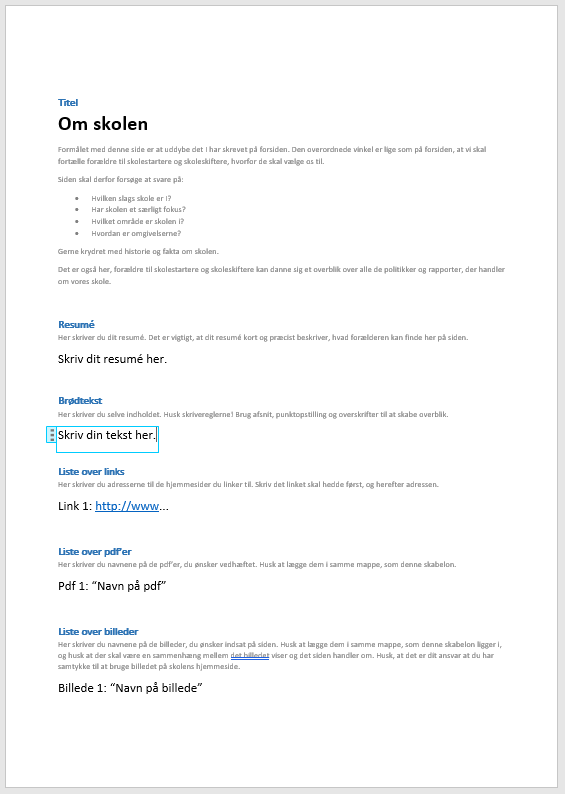 Titel
Om skolen
Formålet med denne side er at uddybe det I har skrevet på forsiden. Den overordnede vinkel er lige som på forsiden, at vi skal
fortælle forældre til skolestartere og skoleskiftere, hvorfor de skal vælge os til.
Siden skal derfor forsøge at svare på:
• Hvilken slags skole er I?
• Har skolen et særligt fokus?
• Hvilket område er skolen i?
• Hvordan er omgivelserne?
Gerne krydret med historie og fakta om skolen.
Det er også her, forældre til skolestartere og skoleskiftere kan danne sig et overblik over alle de politikker og rapporter, der handler
om vores skole.
Resumé
Her skriver du dit resumé. Det er vigtigt, at dit resumé kort og præcist beskriver, hvad forælderen kan finde her på siden.
Skriv dit resumé her.
Brødtekst
Her skriver du selve indholdet. Husk skrivereglerne! Brug afsnit, punktopstilling og overskrifter til at skabe overblik.
Skriv din tekst her.
Liste over links
Her skriver du adresserne til de hjemmesider du linker til. Skriv det linket skal hedde først, og herefter adressen.
Link 1: http://www...
Liste over pdf'er
Her skriver du navnene på de pdf'er, du ønsker vedhæftet. Husk at lægge dem i samme mappe, som denne skabelon.
Pdf 1: “Navn på pdf”
Liste over billeder
Her skriver du navnene på de billeder, du ønsker indsat på siden. Husk at lægge dem i samme mappe, som denne skabelon ligger i,
og husk at der skal være en sammenhæng mellem det billedet viser og det siden handler om. Husk, at det er dit ansvar at du har
samtykke til at bruge billedet på skolens hjemmeside.
Billede 1: “Navn på billede”